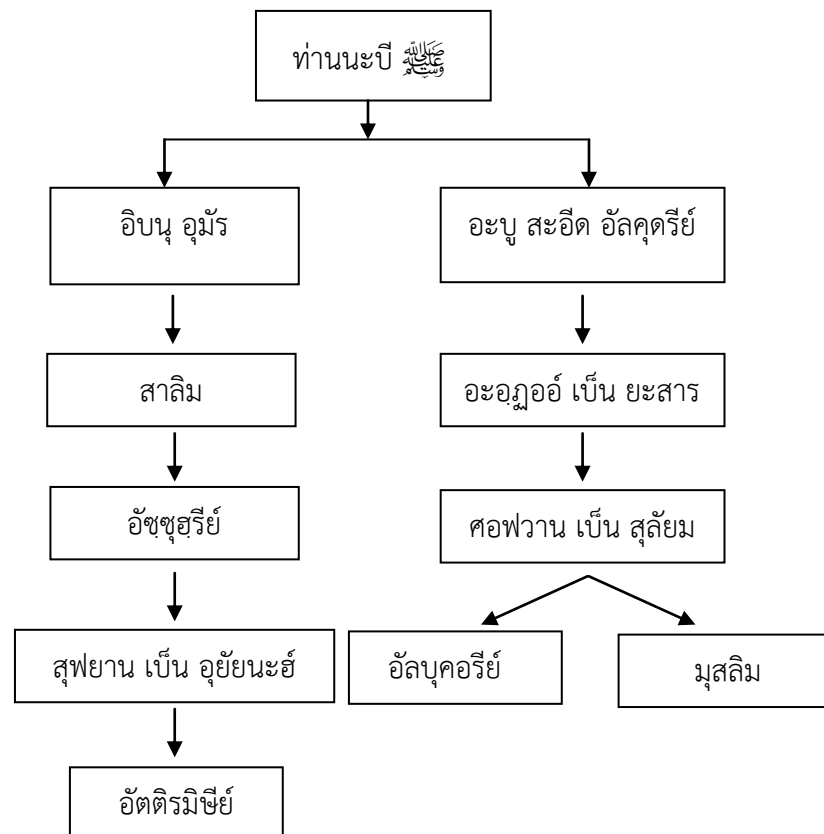 ท่านนะบี ﷺ
อิบนุ อุมัร
อะบู สะอีด อัลคุดรีย์
สาลิม
อะอฺฏออ์ เบ็น ยะสาร
อัซฺซุฮฺรีย์
ศอฟวาน เบ็น สุลัยม
สุฟยาน เบ็น อุยัยนะฮ์
อัลบุคอรีย์
มุสลิม
อัตติรมิษีย์